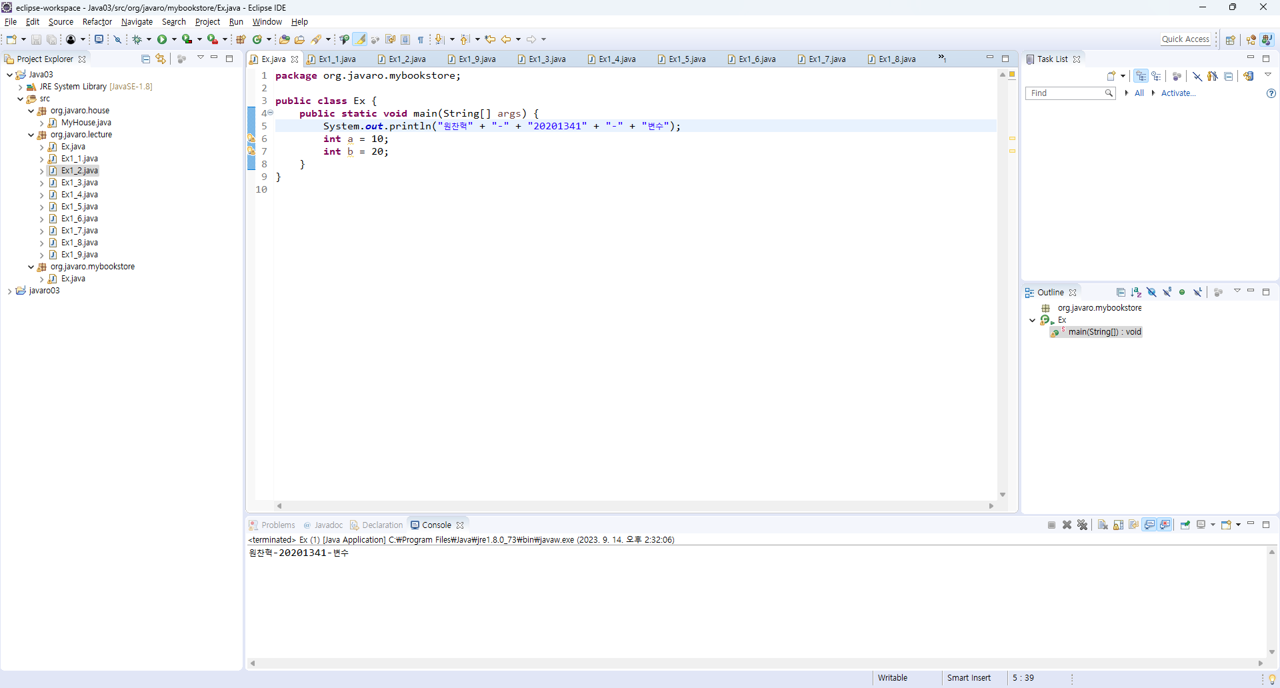 eclipse-workspace - Java03/src/org/javaro/mybookstore/Ex.java - Eclipse IDE
File Edit Source Refactor Navigate Search Project Run Window Help
Quick Access
Project Explorer
Java03
JRE System Library [JavaSE-1.8]
src
org.javaro.house
MyHouse.java
org.javaro.lecture
Ex.java
Ex1_1.java
Ex1_2.java
Ex1_3.java
Ex1_4.java
Ex1_5.java
Ex1_6.java
Ex1_7.java
Ex1_8.java
Ex1_9.java
org.javaro.mybookstore
Ex.java
javaro03
Ex.java Ex1_1.java Ex1_2.java Ex1_9.java Ex1_3.java Ex1_4.java Ex1_5.java Ex1_6.java Ex1_7.java Ex1_8.java »1
1 package org.javaro.mybookstore;
2
3 public class Ex {
4 public static void main(String[] args) {
5 System.out.println("원찬혁" + "-" + "20201341" + "-" + "변수");
6 int a = 10;
7 int b = 20;
8 }
9 }
10
Task List
Find All Activate...
Outline
org.javaro.mybookstore
Ex
main(String[]) : void
Problems Javadoc Declaration Console
<terminated> Ex (1) [Java Application] C:₩Program Files₩Java₩jre1.8.0_73₩bin₩javaw.exe (2023. 9. 14. 오후 2:32:06)
원찬혁-20201341-변수
Writable Smart Insert 5 : 39